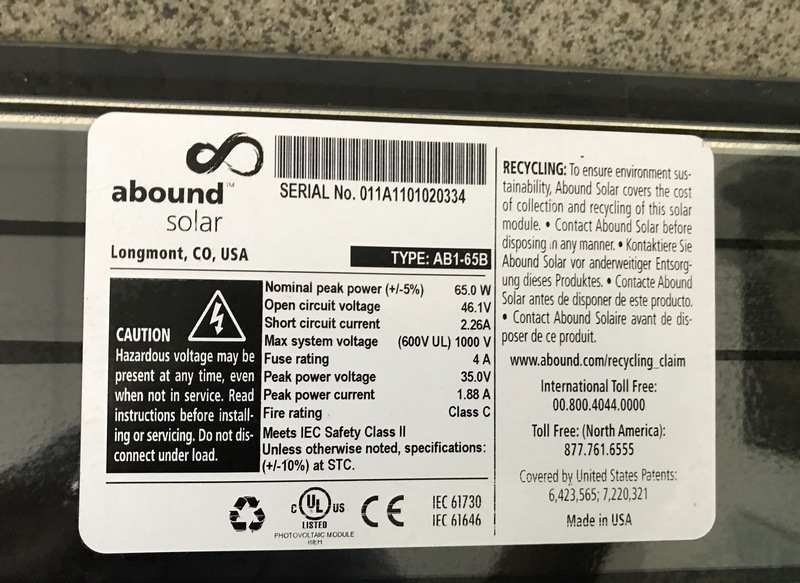 abound™
solar
Longmont, CO, USA
SERIAL No. 011A1101020334
TYPE: AB1-65B
CAUTION
Hazardous voltage may be
present at any time, even
when not in service. Read
instructions before install-
ing or servicing. Do not dis-
connect under load.
Nominal peak power (+/-5%) 65.0 W
Open circuit voltage 46.1V
Short circuit current 2.26A
Max system voltage (600V UL) 1000 V
Fuse rating 4 A
Peak power voltage 35.0V
Peak power current 1.88 A
Fire rating Class C
Meets IEC Safety Class II
Unless otherwise noted, specifications:
(+/-10%) at STC.
C UL US
LISTED
PHOTOVOLTAIC MODULE
CE
IEC 61730
IEC 61646
RECYCLING: To ensure environment sus-
tainability, Abound Solar covers the cost
of collection and recycling of this solar
module. • Contact Abound Solar before
disposing in any manner. • Kontaktiere Sie
Abound Solar vor anderweitiger Entsorg-
ung dieses Produktes. • Contacte Abound
Solar antes de disponer de este producto.
• Contact Abound Solaire avant de dis-
poser de ce produit.
www.abound.com/recycling_claim
International Toll Free:
00.800.4044.0000
Toll Free: (North America):
877.761.6555
Covered by United States Patents:
6,423,565; 7,220,321
Made in USA